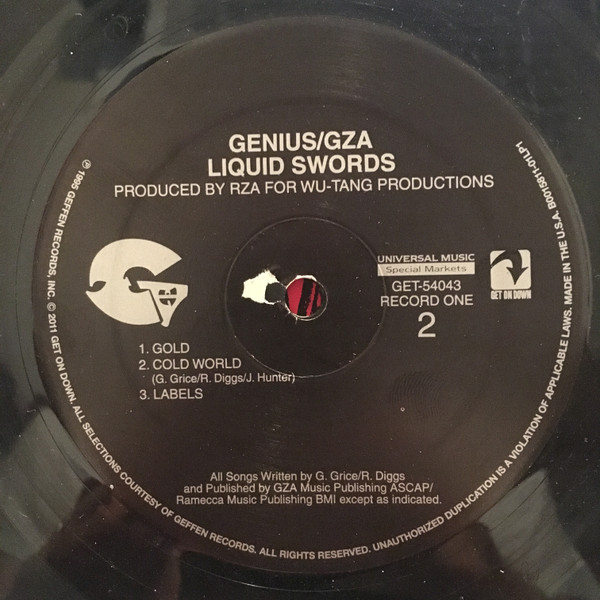 GENIUS/GZA
LIQUID SWORDS
PRODUCED BY RZA FOR WU-TANG PRODUCTIONS
UNIVERSAL MUSIC
Special Markets
GET-54043
RECORD ONE
2
GET ON DOWN
1. GOLD
2. COLD WORLD
(G. Grice/R. Diggs/J. Hunter)
3. LABELS
All Songs Written by G. Grice/R. Diggs
and Published by GZA Music Publishing ASCAP/
Ramecca Music Publishing BMI except as indicated.
℗ 1995 GEFFEN RECORDS, INC. © 2011 GET ON DOWN. ALL SELECTIONS COURTESY OF GEFFEN RECORDS. ALL RIGHTS RESERVED. UNAUTHORIZED DUPLICATION IS A VIOLATION OF APPLICABLE LAWS. MADE IN THE U.S.A. B0015811-01LP1